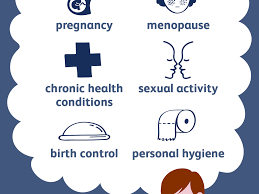 pregnancy
menopause
chronic health
conditions
sexual activity
birth control
personal hygiene